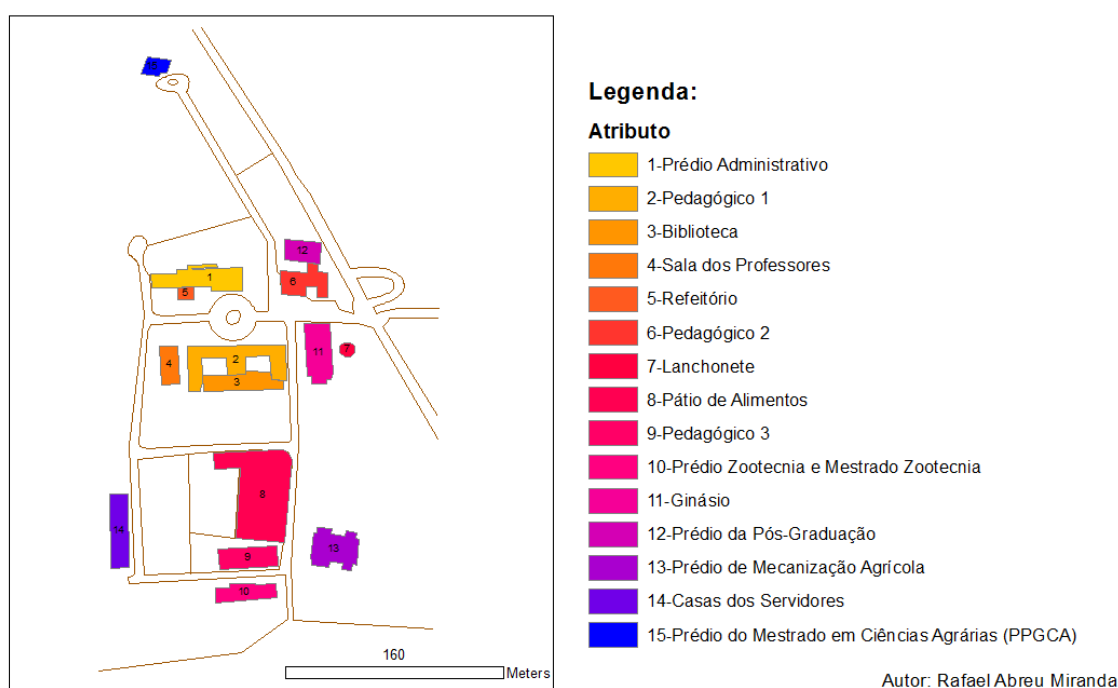 15
12
1
6
5
11
7
4
2
3
8
14
13
9
10
160
Meters
Legenda:
Atributo
1-Prédio Administrativo
2-Pedagógico 1
3-Biblioteca
4-Sala dos Professores
5-Refeitório
6-Pedagógico 2
7-Lanchonete
8-Pátio de Alimentos
9-Pedagógico 3
10-Prédio Zootecnia e Mestrado Zootecnia
11-Ginásio
12-Prédio da Pós-Graduação
13-Prédio de Mecanização Agrícola
14-Casas dos Servidores
15-Prédio do Mestrado em Ciências Agrárias (PPGCA)
Autor: Rafael Abreu Miranda